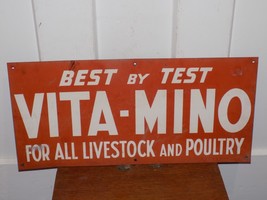 BEST BY TEST
VITA-MINO
FOR ALL LIVESTOCK AND POULTRY